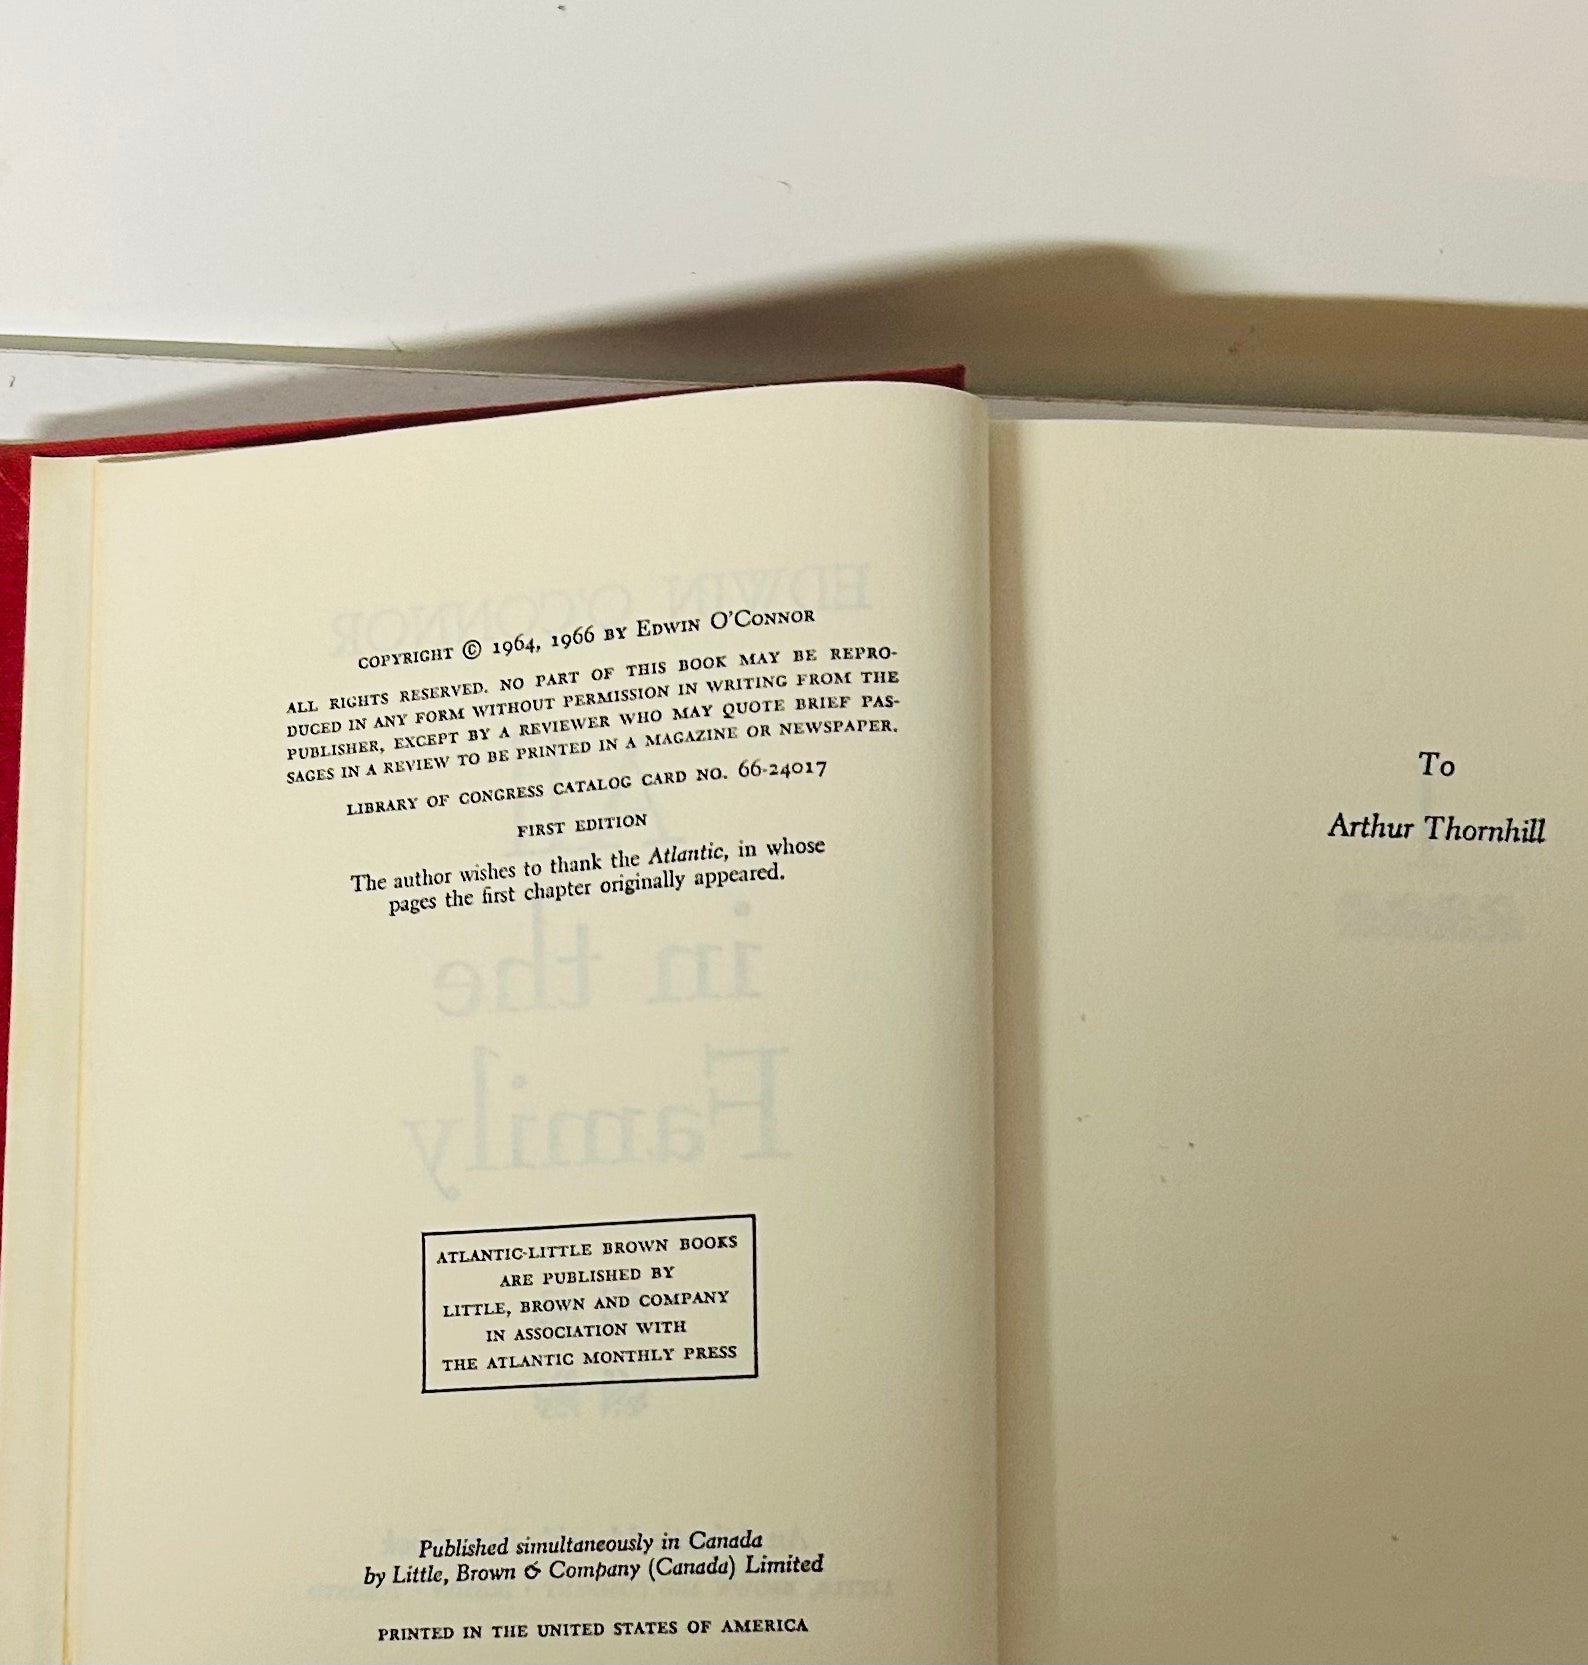 COPYRIGHT © 1964, 1966 BY EDWIN O'CONNOR
ALL RIGHTS RESERVED. NO PART OF THIS BOOK MAY BE REPRO-
DUCED IN ANY FORM WITHOUT PERMISSION IN WRITING FROM THE
PUBLISHER, EXCEPT BY A REVIEWER WHO MAY QUOTE BRIEF PAS-
SAGES IN A REVIEW TO BE PRINTED IN A MAGAZINE OR NEWSPAPER.
LIBRARY OF CONGRESS CATALOG CARD NO. 66-24017
FIRST EDITION
The author wishes to thank the Atlantic, in whose
pages the first chapter originally appeared.
ATLANTIC-LITTLE BROWN BOOKS
ARE PUBLISHED BY
LITTLE, BROWN AND COMPANY
IN ASSOCIATION WITH
THE ATLANTIC MONTHLY PRESS
Published simultaneously in Canada
by Little, Brown & Company (Canada) Limited
PRINTED IN THE UNITED STATES OF AMERICA
To
Arthur Thornhill
EDWIN O'CONNOR
in the
Family